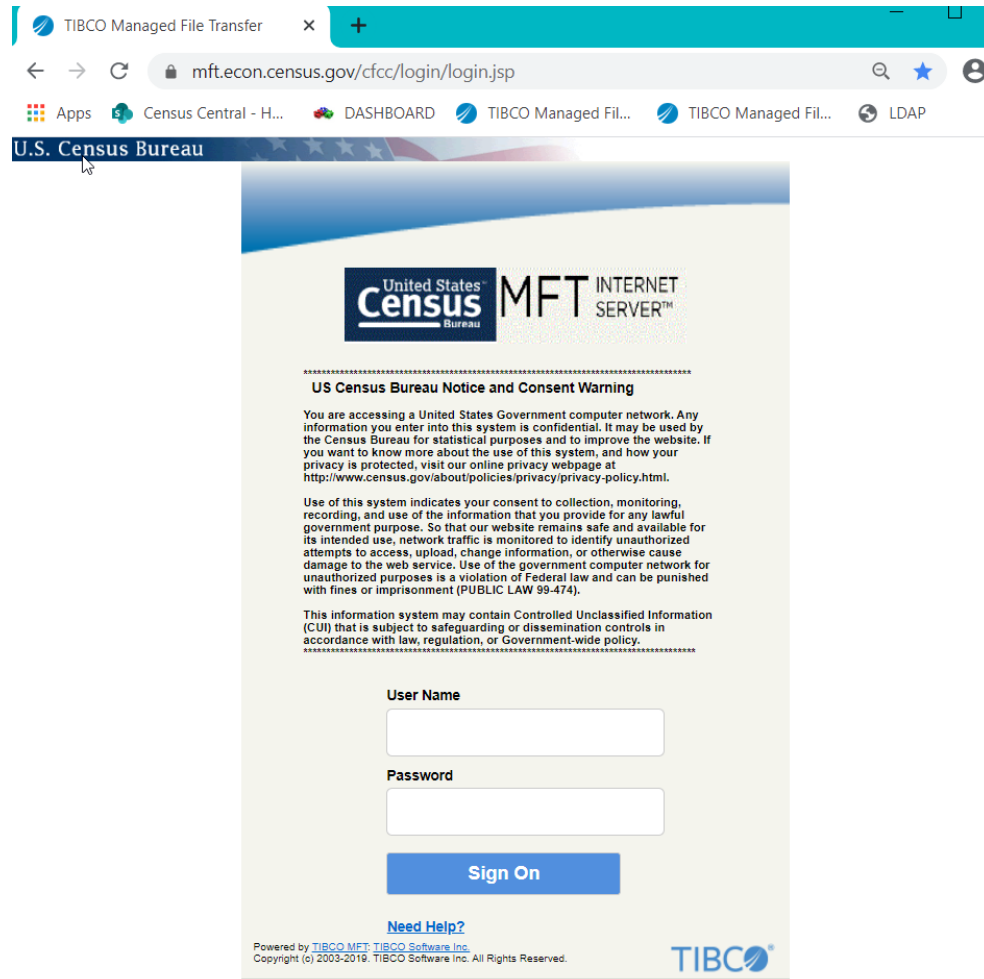 TIBCO Managed File Transfer
mft.econ.census.gov/cfcc/login/login.jsp
Apps Census Central - H... DASHBOARD TIBCO Managed Fil... TIBCO Managed Fil... LDAP
U.S. Census Bureau
United States™
Census
Bureau
MFT INTERNET
SERVER™
*************************************************************************************
US Census Bureau Notice and Consent Warning
You are accessing a United States Government computer network. Any
information you enter into this system is confidential. It may be used by
the Census Bureau for statistical purposes and to improve the website. If
you want to know more about the use of this system, and how your
privacy is protected, visit our online privacy webpage at
http://www.census.gov/about/policies/privacy/privacy-policy.html.
Use of this system indicates your consent to collection, monitoring,
recording, and use of the information that you provide for any lawful
government purpose. So that our website remains safe and available for
its intended use, network traffic is monitored to identify unauthorized
attempts to access, upload, change information, or otherwise cause
damage to the web service. Use of the government computer network for
unauthorized purposes is a violation of Federal law and can be punished
with fines or imprisonment (PUBLIC LAW 99-474).
This information system may contain Controlled Unclassified Information
(CUI) that is subject to safeguarding or dissemination controls in
accordance with law, regulation, or Government-wide policy.
**************************************************************************************
User Name
Password
Sign On
Need Help?
Powered by TIBCO MFT: TIBCO Software Inc.
Copyright (c) 2003-2019. TIBCO Software Inc. All Rights Reserved.
TIBCO®